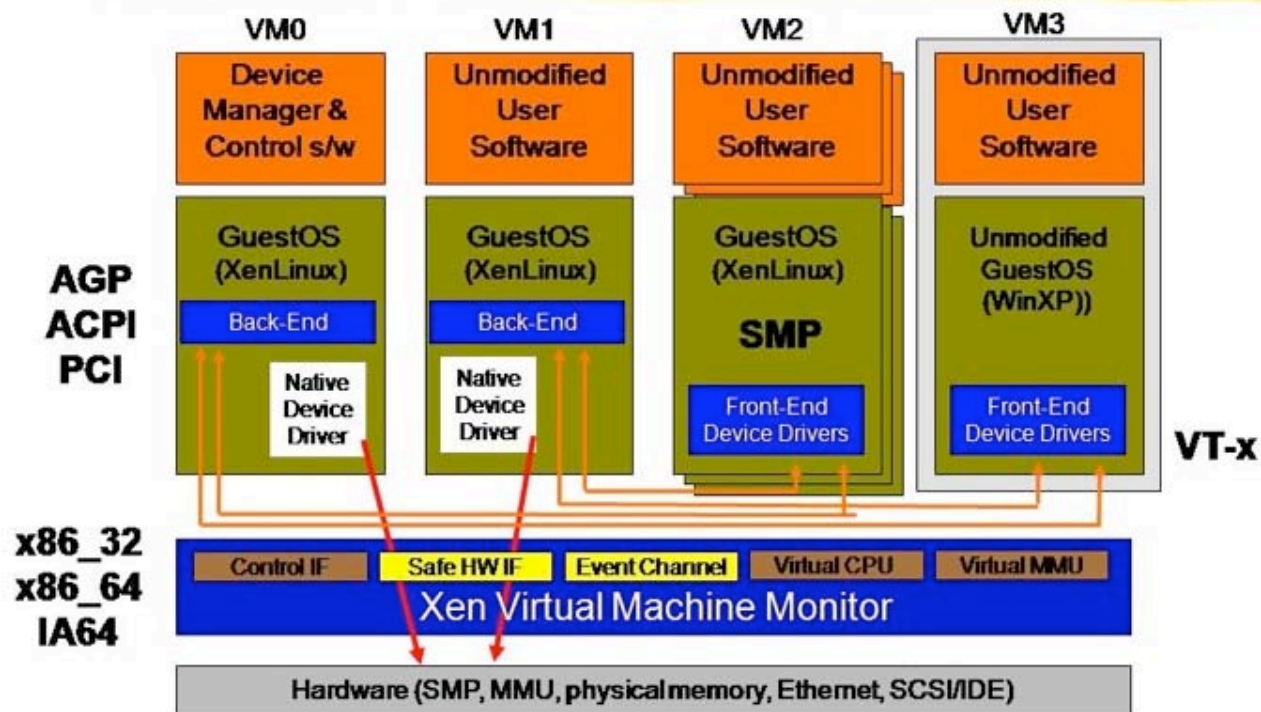 VM0
VM1
VM2
VM3
Device
Manager &
Control s/w
Unmodified
User
Software
Unmodified
User
Software
Unmodified
User
Software
GuestOS
(XenLinux)
Back-End
Native
Device
Driver
GuestOS
(XenLinux)
Back-End
Native
Device
Driver
GuestOS
(XenLinux)
SMP
Front-End
Device Drivers
Unmodified
GuestOS
(WinXP))
Front-End
Device Drivers
AGP
ACPI
PCI
VT-x
x86_32
x86_64
IA64
Control IF
Safe HW IF
Event Channel
Virtual CPU
Virtual MMU
Xen Virtual Machine Monitor
Hardware (SMP, MMU, physical memory, Ethernet, SCSI/IDE)